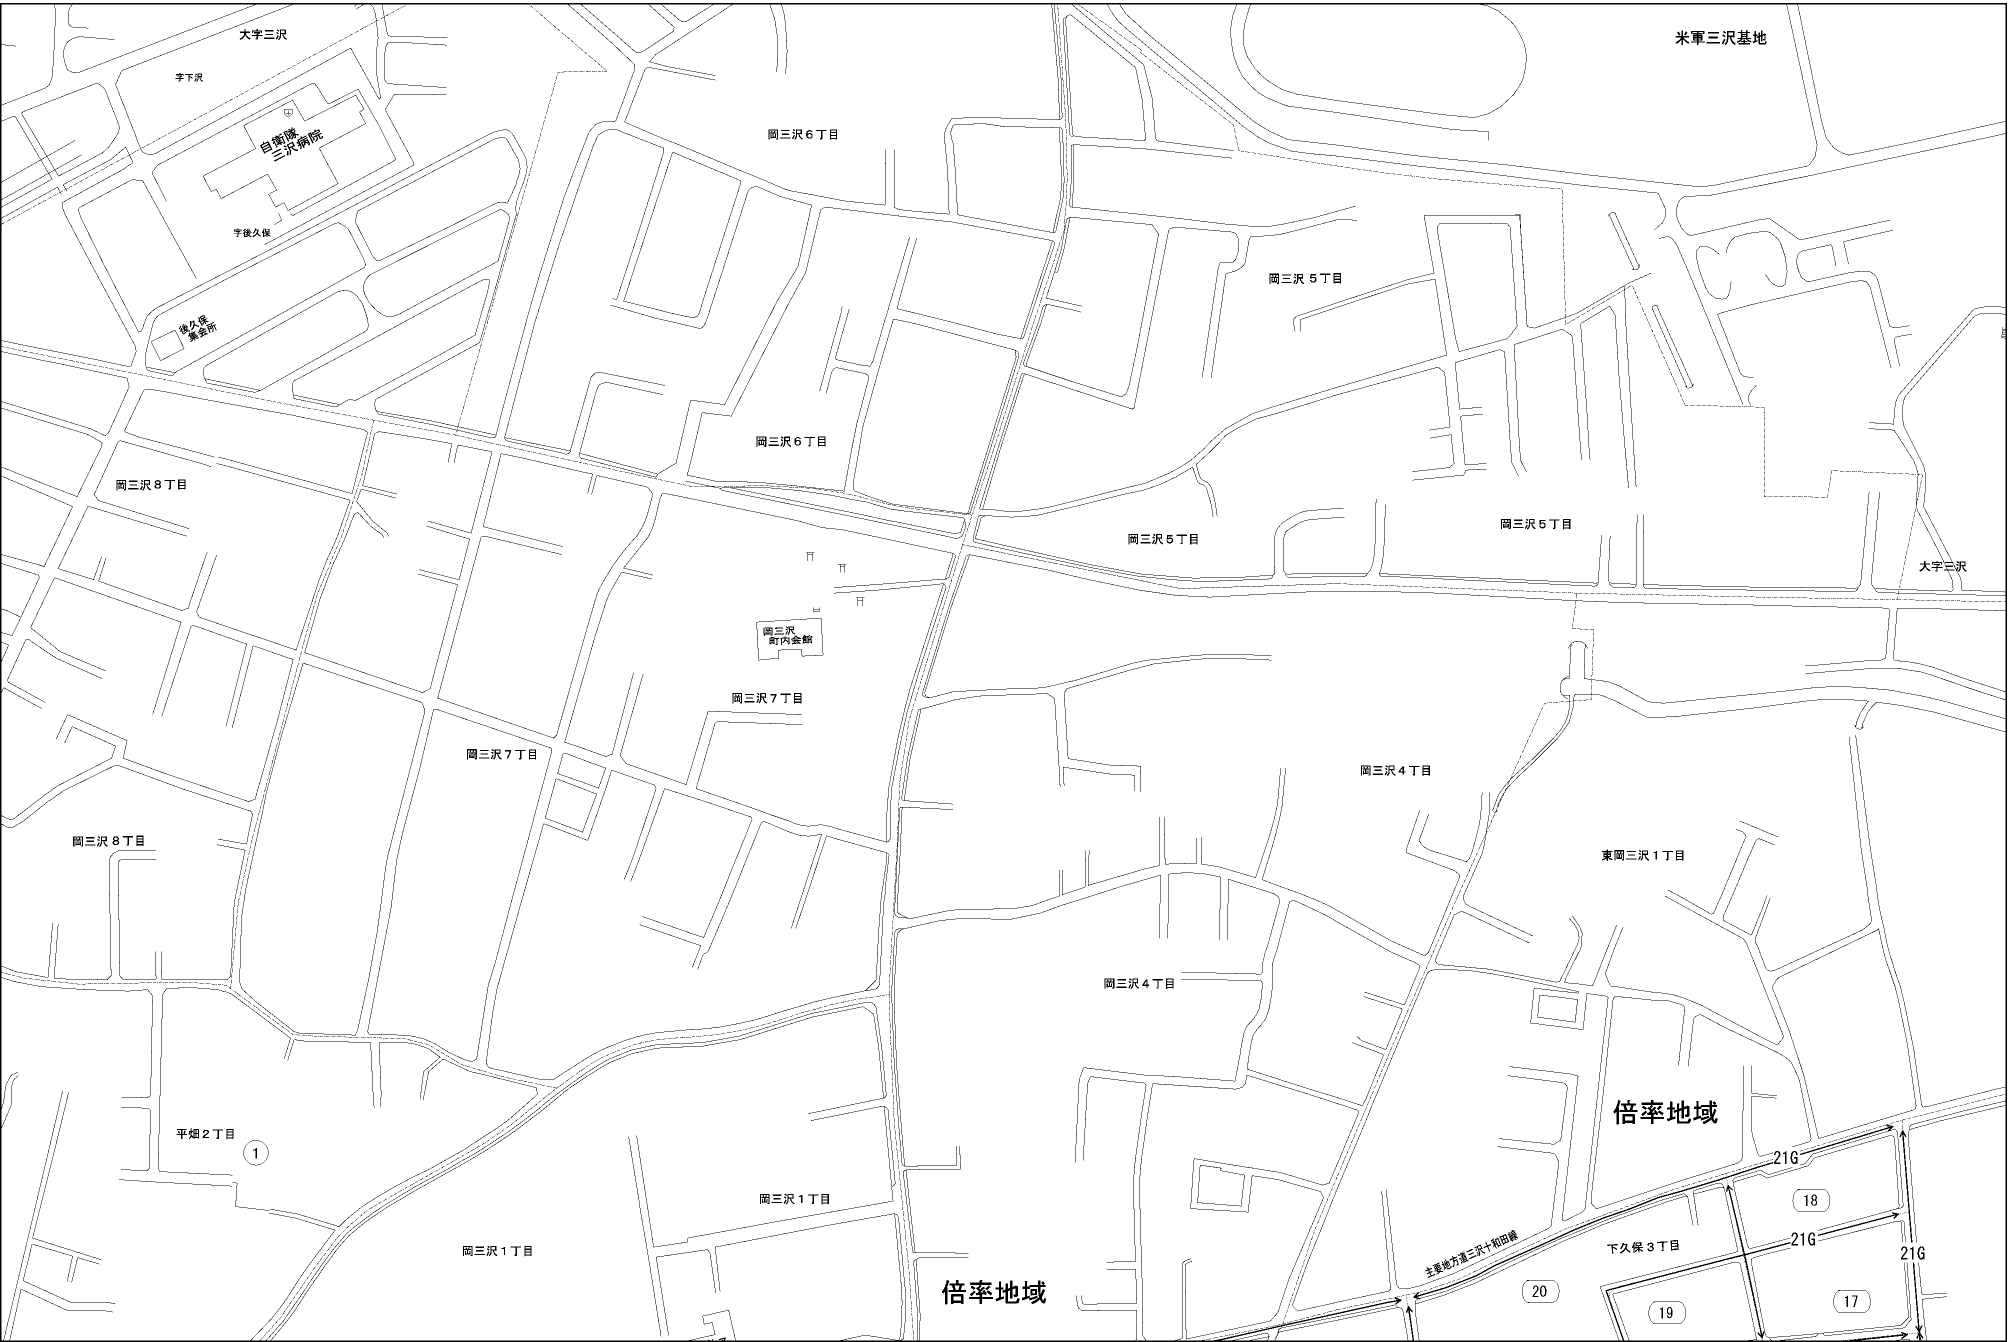 大字三沢
米軍三沢基地
字下沢
自衛隊
三沢病院
岡三沢６丁目
字後久保
岡三沢５丁目
後久保
集会所
岡三沢６丁目
岡三沢８丁目
岡三沢５丁目
岡三沢５丁目
大字三沢
岡三沢
町内会館
岡三沢７丁目
岡三沢７丁目
岡三沢４丁目
岡三沢８丁目
東岡三沢１丁目
岡三沢４丁目
倍率地域
平畑２丁目
1
21G
岡三沢１丁目
18
岡三沢１丁目
主要地方道三沢十和田線
下久保３丁目
21G
21G
倍率地域
20
19
17